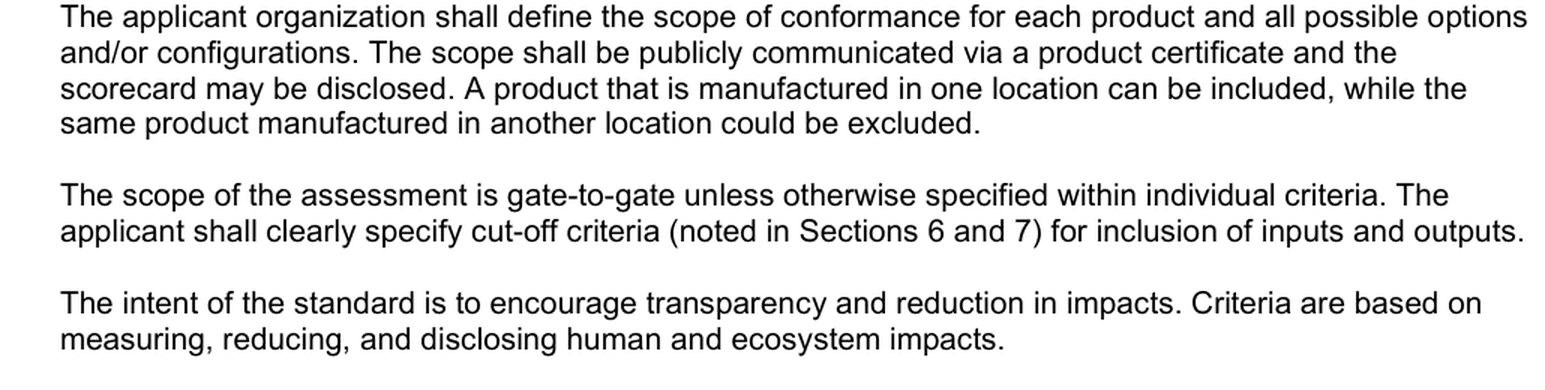 The applicant organization shall define the scope of conformance for each product and all possible options
and/or configurations. The scope shall be publicly communicated via a product certificate and the
scorecard may be disclosed. A product that is manufactured in one location can be included, while the
same product manufactured in another location could be excluded.
The scope of the assessment is gate-to-gate unless otherwise specified within individual criteria. The
applicant shall clearly specify cut-off criteria (noted in Sections 6 and 7) for inclusion of inputs and outputs.
The intent of the standard is to encourage transparency and reduction in impacts. Criteria are based on
measuring, reducing, and disclosing human and ecosystem impacts.